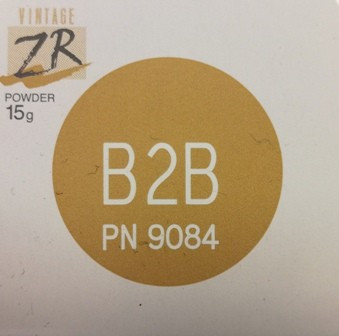 VINTAGE
ZR
POWDER
15g
B2B
PN 9084